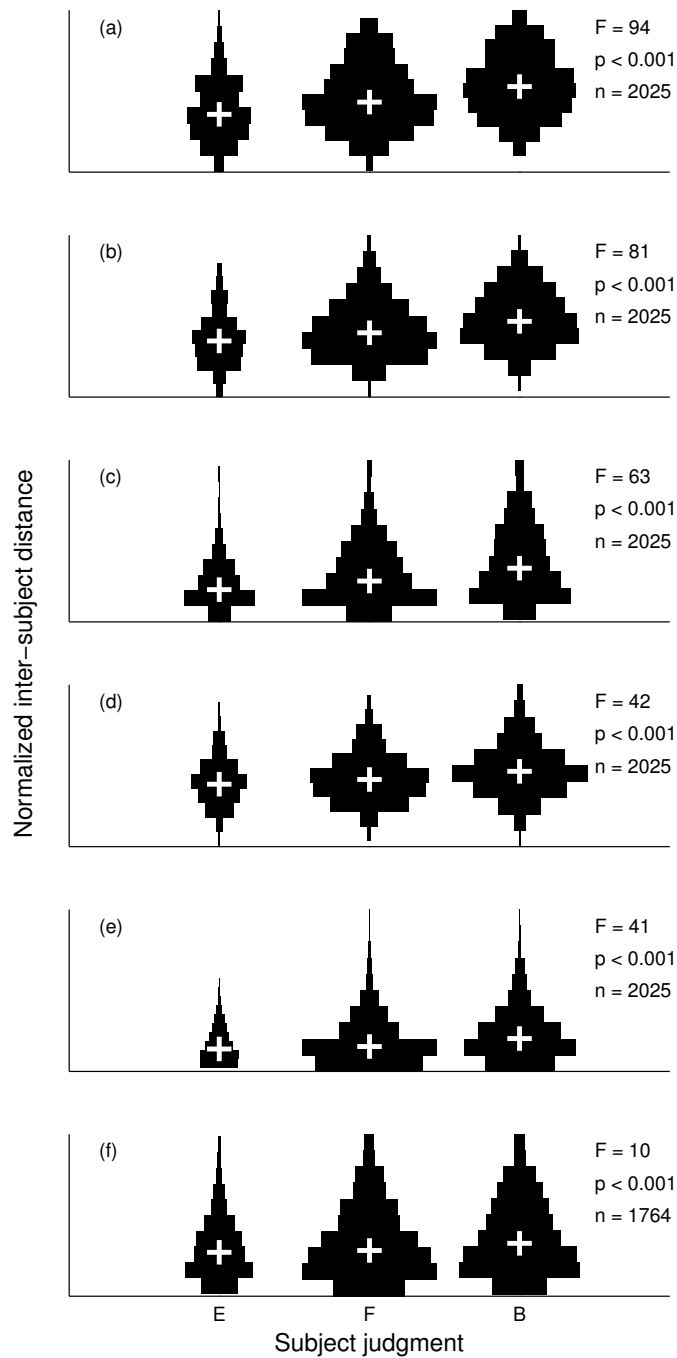 (a)
F = 94
p < 0.001
n = 2025
(b)
F = 81
p < 0.001
n = 2025
(c)
F = 63
p < 0.001
n = 2025
(d)
F = 42
p < 0.001
n = 2025
(e)
F = 41
p < 0.001
n = 2025
(f)
F = 10
p < 0.001
n = 1764
Normalized inter−subject distance
E F B
Subject judgment